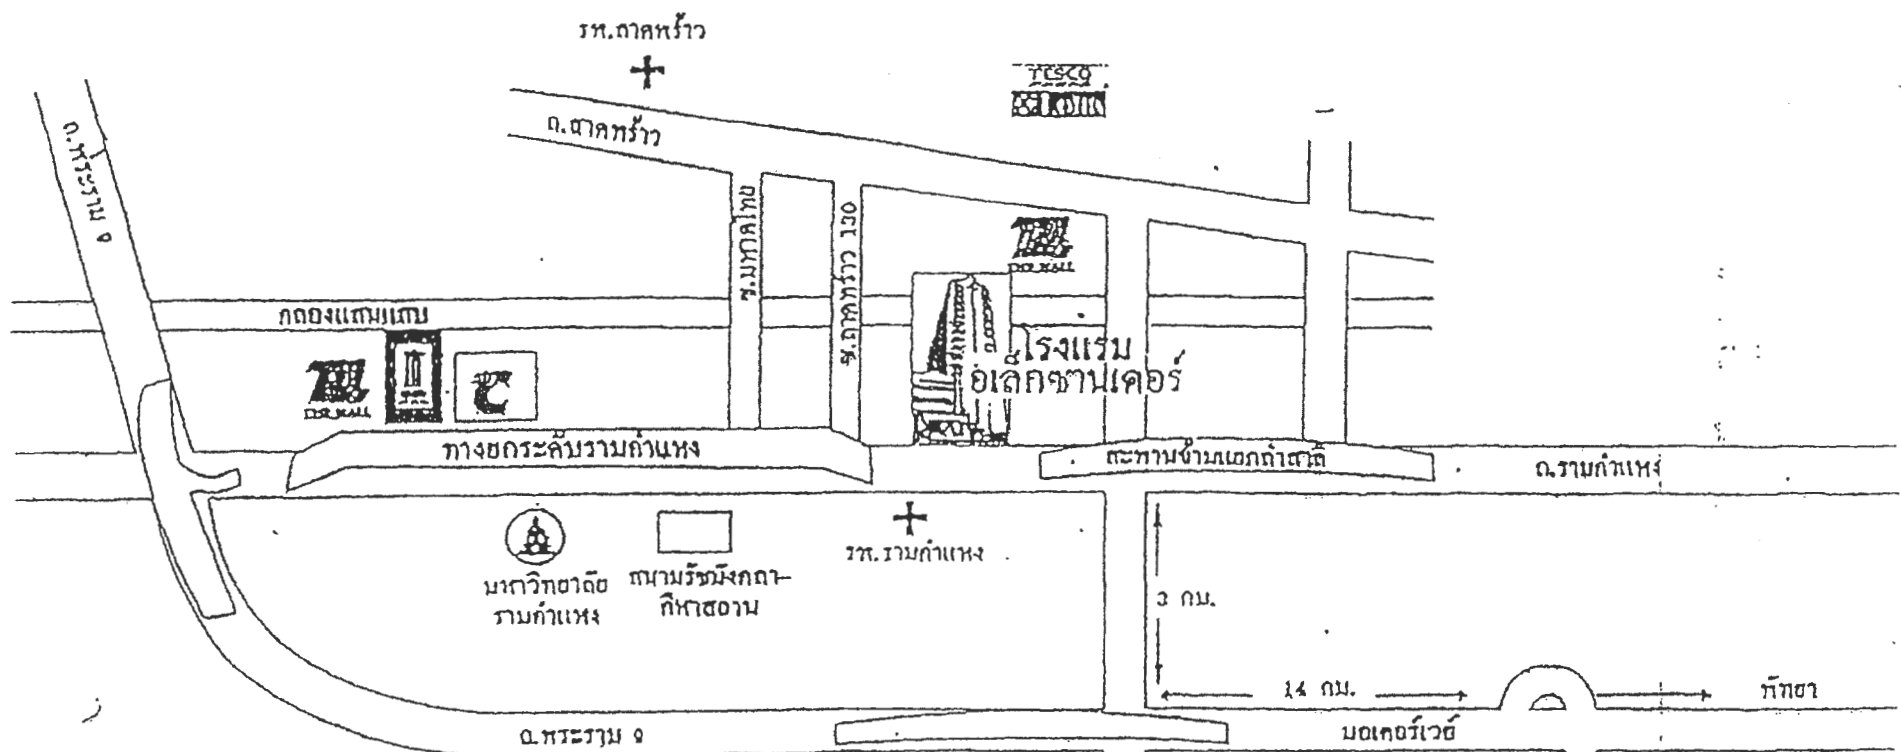 รพ.ลาดพร้าว
TESCO
ถ.ลาดพร้าว
ถ.พระราม ๙
ซ.มหาดไทย
ซ.ลาดพร้าว 130
THE MALL
คลองแสนแสบ
THE MALL
โรงแรม
อเล็กซานเดอร์
ทางยกระดับรามคำแหง
สะพานข้ามแยกลำสาลี
ถ.รามคำแหง
มหาวิทยาลัย
รามคำแหง
สนามรัชมังคลา-
กีฬาสถาน
รพ.รามคำแหง
3 กม.
14 กม.
พัทยา
ถ.พระราม ๙
มอเตอร์เวย์